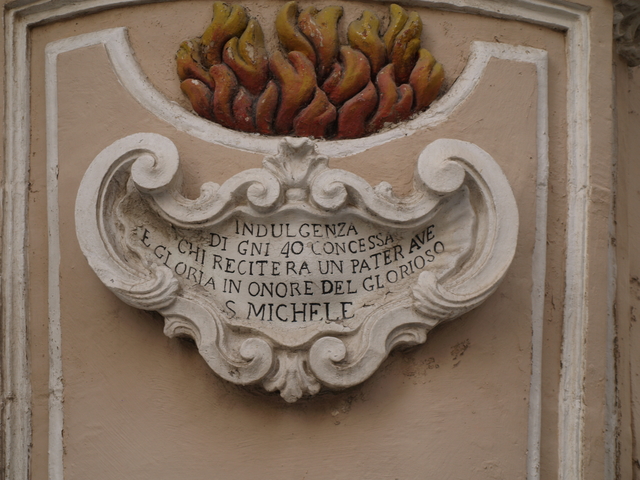 INDULGENZA
DI GNI 40 CONCESSA
A CHI RECITERA UN PATER AVE
E GLORIA IN ONORE DEL GLORIOSO
S. MICHELE